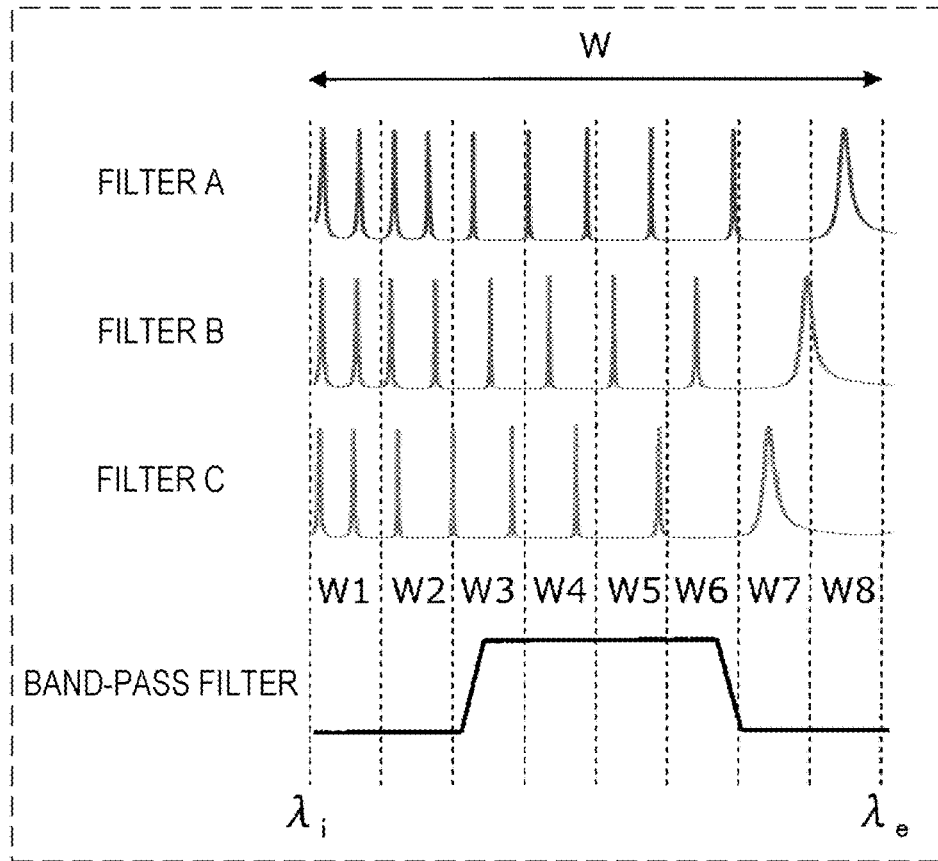 W
FILTER A
FILTER B
FILTER C
W1 W2 W3 W4 W5 W6 W7 W8
BAND-PASS FILTER
λi λe